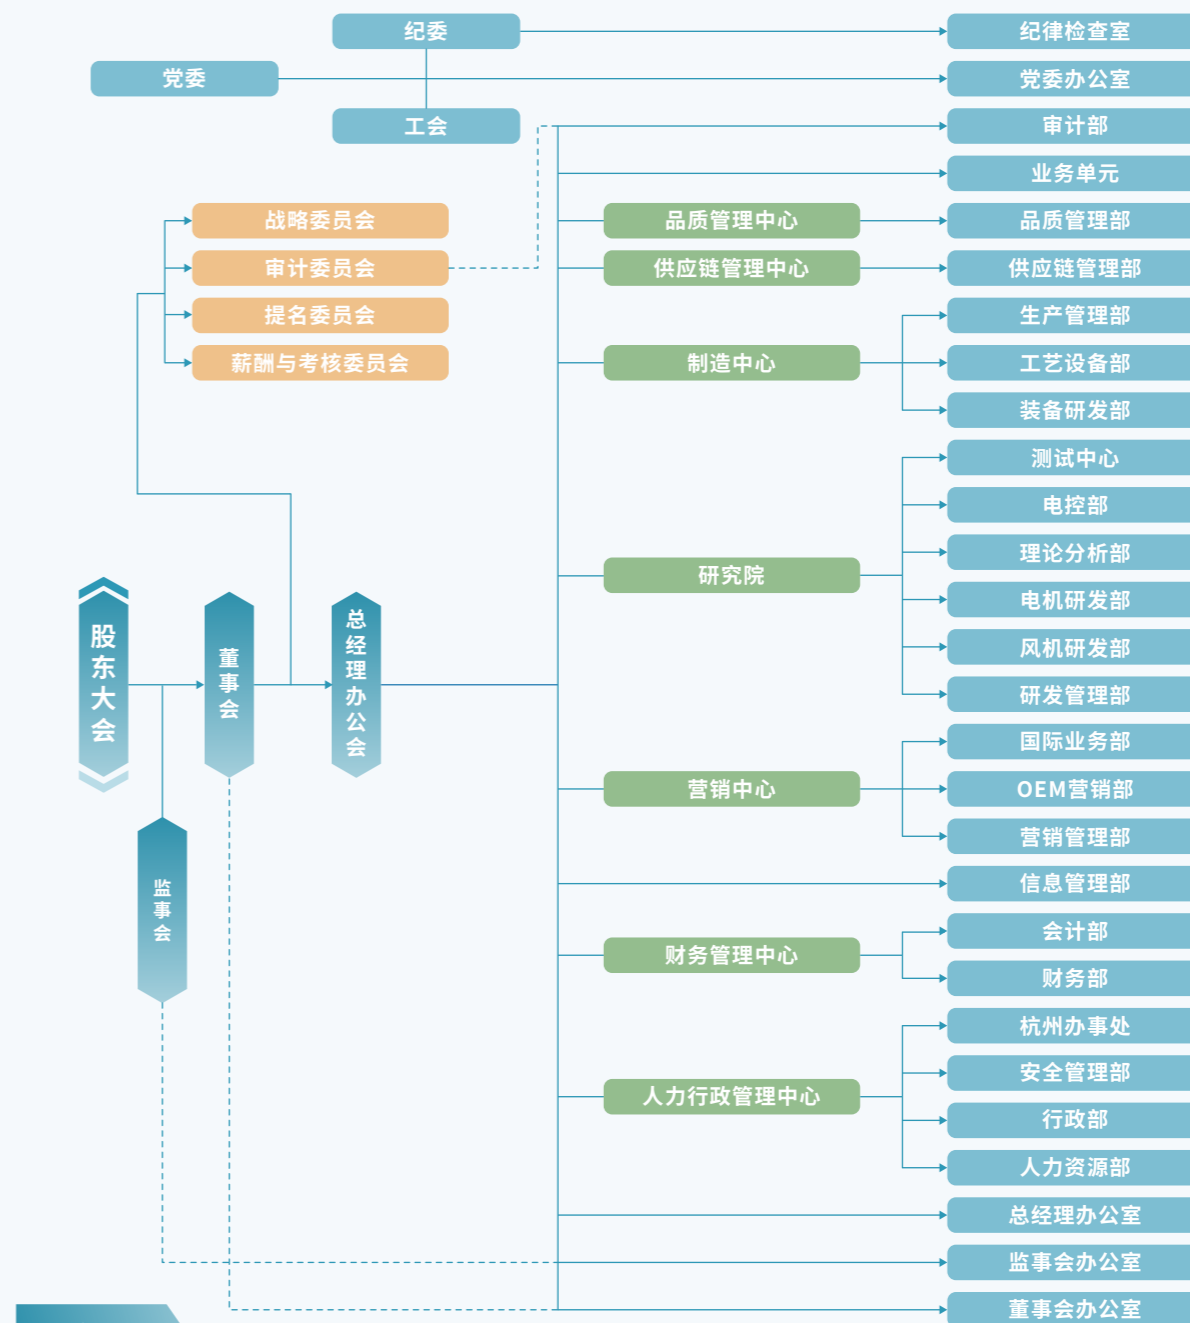 纪委
纪律检查室
党委
党委办公室
工会
审计部
业务单元
战略委员会
品质管理中心
品质管理部
审计委员会
供应链管理中心
供应链管理部
提名委员会
生产管理部
薪酬与考核委员会
制造中心
工艺设备部
装备研发部
测试中心
电控部
理论分析部
研究院
电机研发部
风机研发部
研发管理部
股东大会
董事会
总经理办公会
国际业务部
营销中心
OEM营销部
营销管理部
监事会
信息管理部
会计部
财务管理中心
财务部
杭州办事处
安全管理部
人力行政管理中心
行政部
人力资源部
总经理办公室
监事会办公室
董事会办公室